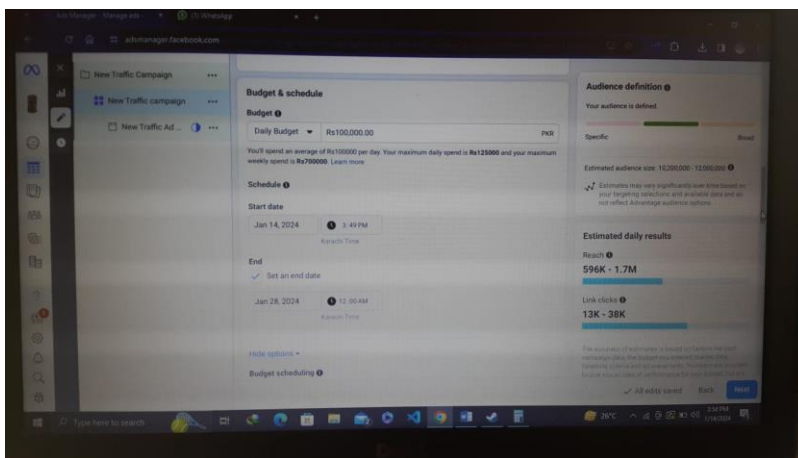 Ads Manager - Manage ads
(7) WhatsApp
adsmanager.facebook.com
New Traffic Campaign
New Traffic campaign
New Traffic Ad ...
Budget & schedule
Budget
Daily Budget
Rs100,000.00
PKR
You'll spend an average of Rs100000 per day. Your maximum daily spend is Rs125000 and your maximum
weekly spend is Rs700000. Learn more
Schedule
Start date
Jan 14, 2024
3:49 PM
Karachi Time
End
Set an end date
Jan 28, 2024
12:00 AM
Karachi Time
Hide options
Budget scheduling
Audience definition
Your audience is defined.
Specific
Broad
Estimated audience size: 10,200,000 - 12,000,000
Estimates may vary significantly over time based on
your targeting selections and available data and do
not reflect Advantage audience options.
Estimated daily results
Reach
596K - 1.7M
Link clicks
13K - 38K
All edits saved
Back
Next
Type here to search
26°C
3:54 PM